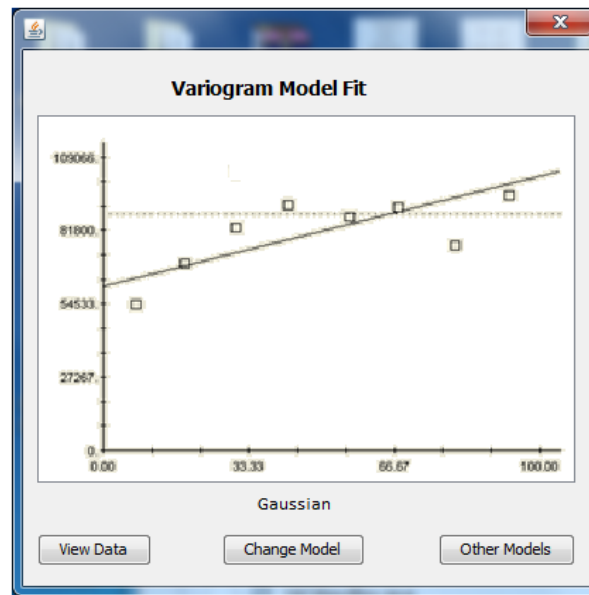 Variogram Model Fit
109066.
81800.
54533.
27267.
0.
0.00 33.33 66.67 100.00
Gaussian
View Data Change Model Other Models